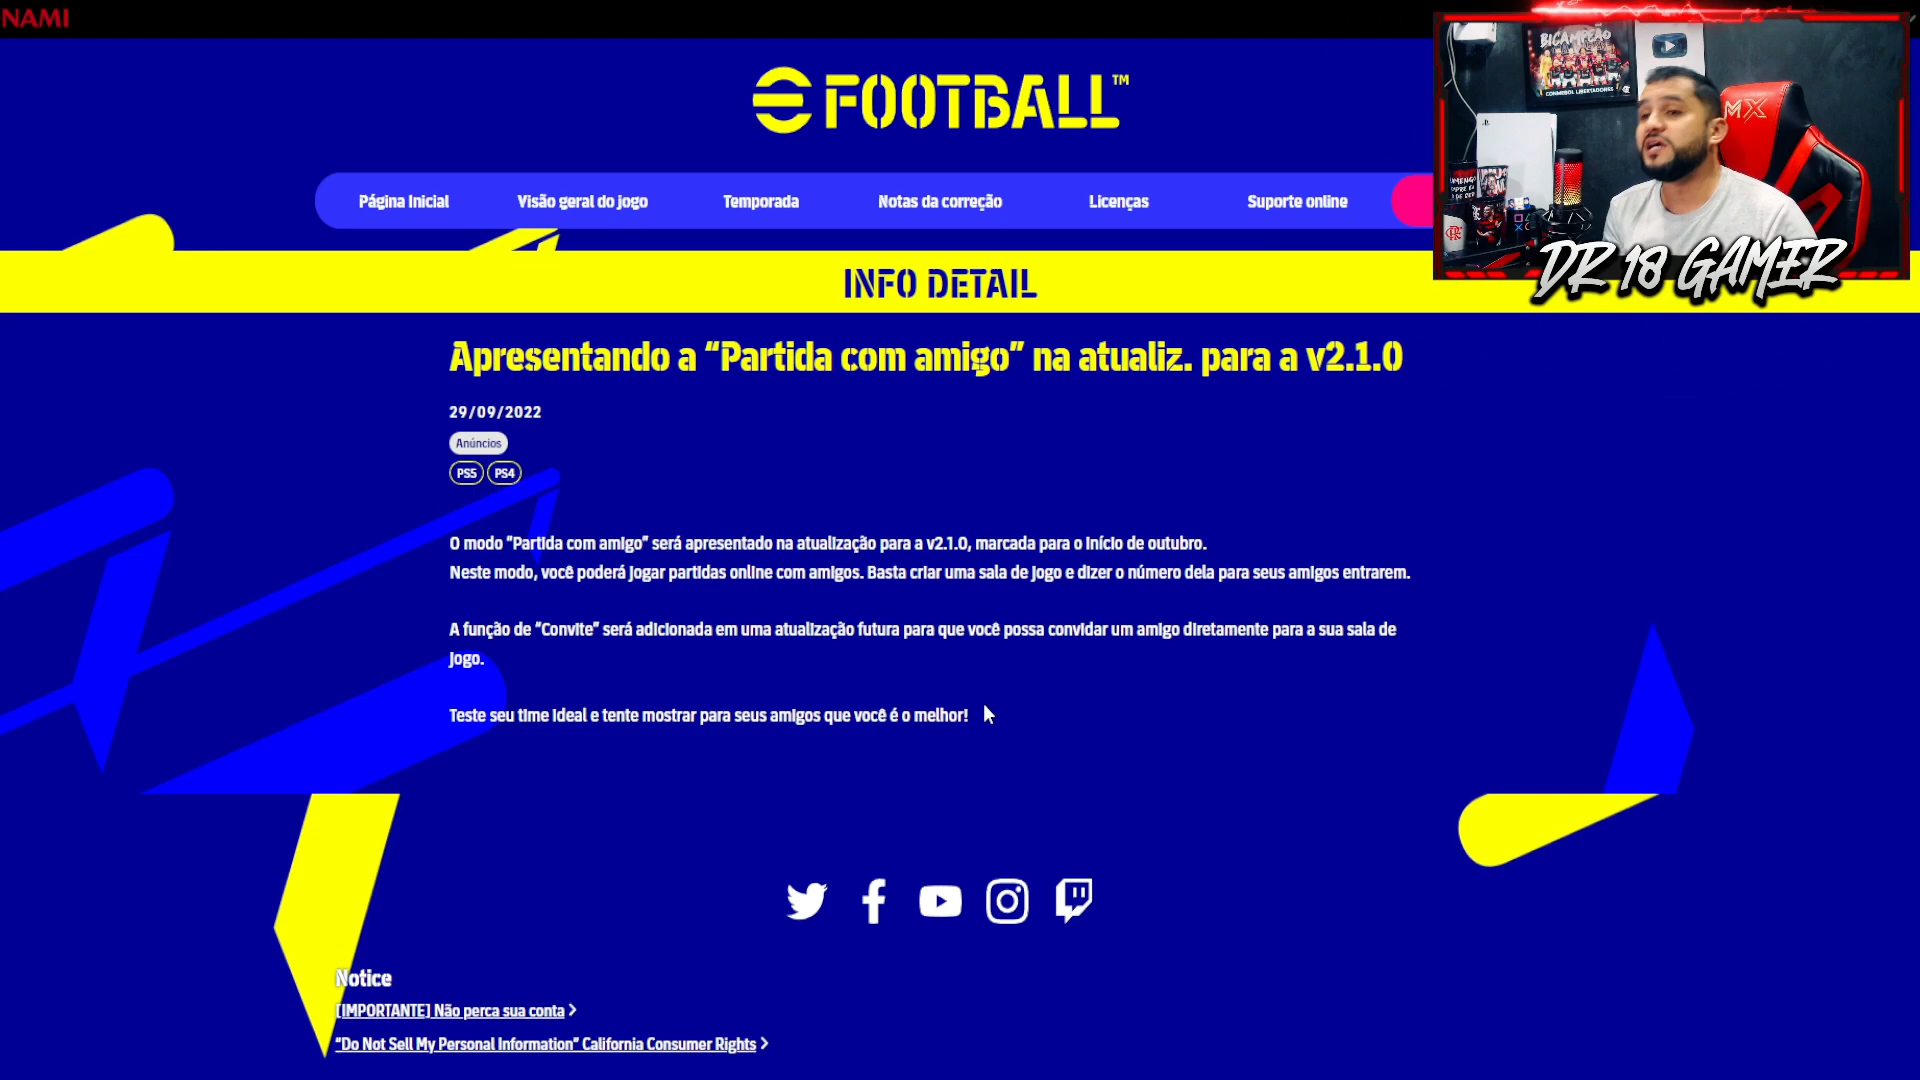 NAMI
FOOTBALL™
Página Inicial Visão geral do jogo Temporada Notas da correção Licenças Suporte online
BICAMPEÃO
CONMEBOL LIBERTADORES
MX
DR 18 GAMER
INFO DETAIL
Apresentando a “Partida com amigo” na atualiz. para a v2.1.0
29/09/2022
Anúncios
PS5 PS4
O modo “Partida com amigo” será apresentado na atualização para a v2.1.0, marcada para o início de outubro.
Neste modo, você poderá jogar partidas online com amigos. Basta criar uma sala de jogo e dizer o número dela para seus amigos entrarem.
A função de “Convite” será adicionada em uma atualização futura para que você possa convidar um amigo diretamente para a sua sala de
jogo.
Teste seu time ideal e tente mostrar para seus amigos que você é o melhor!
Notice
[IMPORTANTE] Não perca sua conta
“Do Not Sell My Personal Information” California Consumer Rights